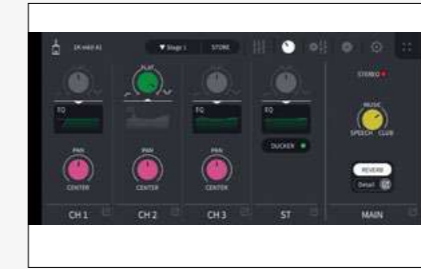 Stage 1
STORE
FLAT
STEREO
EQ
EQ
EQ
MUSIC
SPEECH CLUB
DUCKER
PAN
PAN
PAN
REVERB
CENTER
CENTER
CENTER
Detail
CH 1
CH 2
CH 3
ST
MAIN